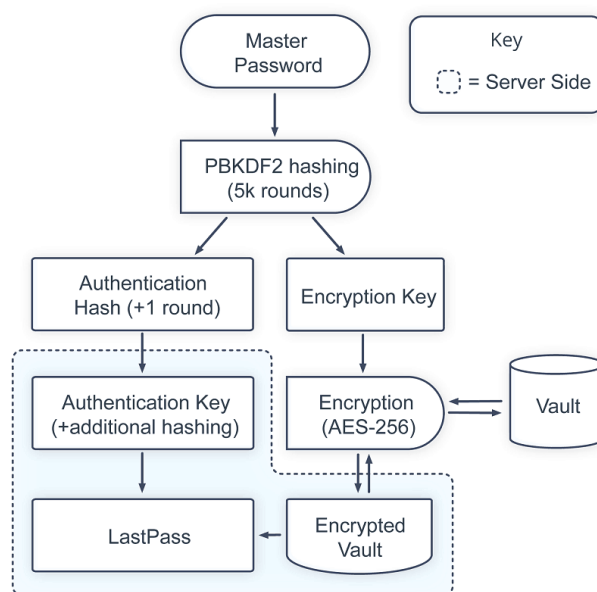 Master
Password
Key
= Server Side
PBKDF2 hashing
(5k rounds)
Authentication
Hash (+1 round)
Encryption Key
Authentication Key
(+additional hashing)
Encryption
(AES-256)
Vault
LastPass
Encrypted
Vault